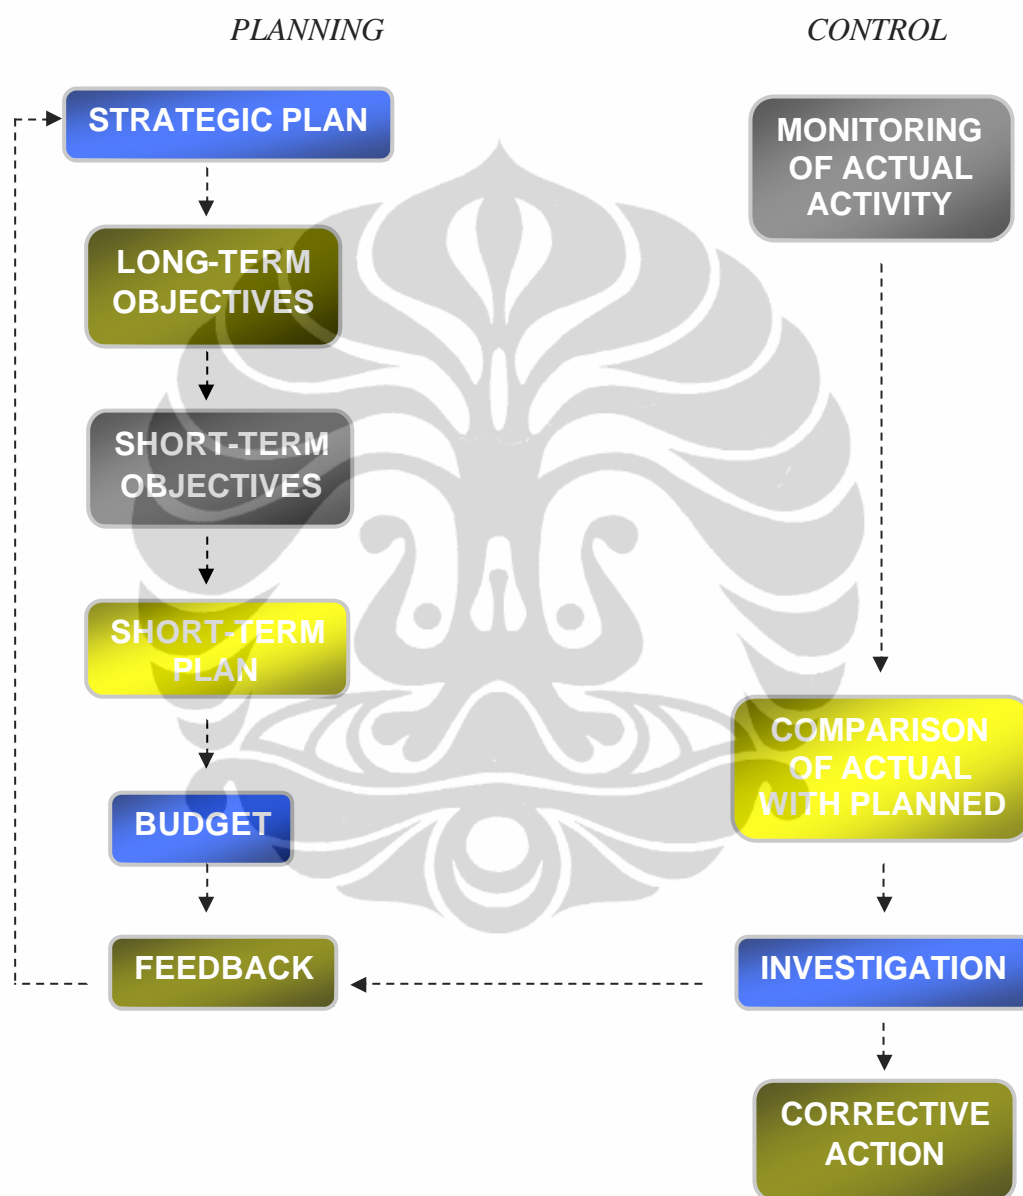 PLANNING
CONTROL
STRATEGIC PLAN
LONG-TERM
OBJECTIVES
SHORT-TERM
OBJECTIVES
SHORT-TERM
PLAN
BUDGET
FEEDBACK
MONITORING
OF ACTUAL
ACTIVITY
COMPARISON
OF ACTUAL
WITH PLANNED
INVESTIGATION
CORRECTIVE
ACTION